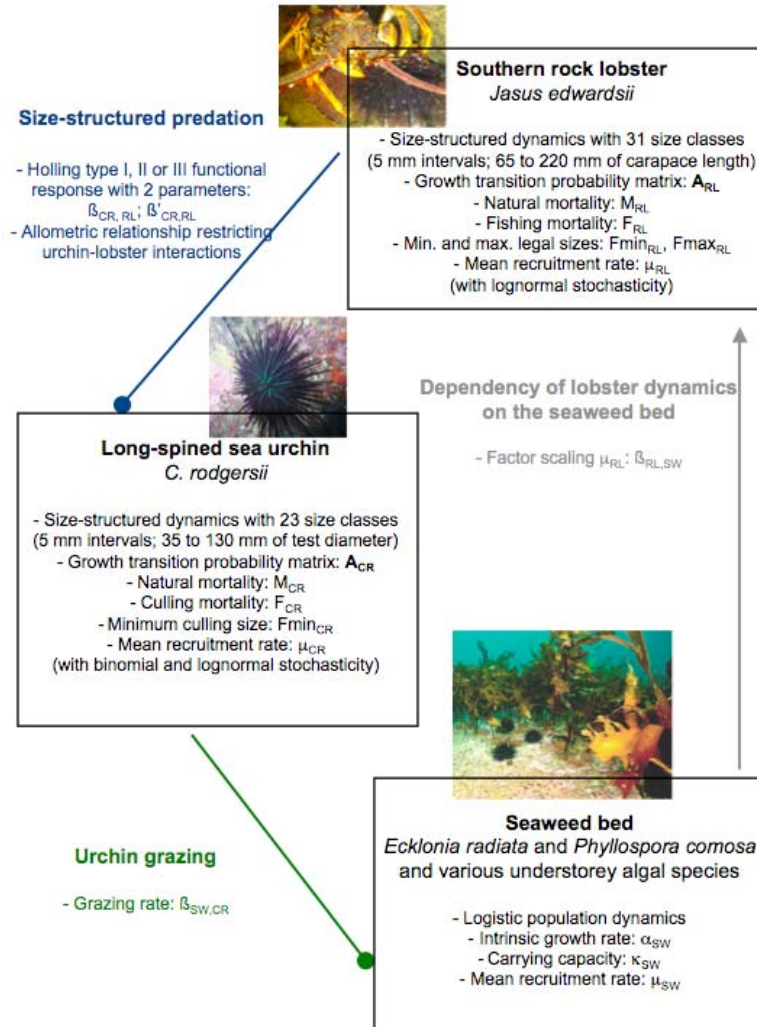 Southern rock lobster
Jasus edwardsii
- Size-structured dynamics with 31 size classes
(5 mm intervals; 65 to 220 mm of carapace length)
- Growth transition probability matrix: A_RL
- Natural mortality: M_RL
- Fishing mortality: F_RL
- Min. and max. legal sizes: Fmin_RL, Fmax_RL
- Mean recruitment rate: μ_RL
(with lognormal stochasticity)
Size-structured predation
- Holling type I, II or III functional
response with 2 parameters:
ß_CR, RL; ß'_CR,RL
- Allometric relationship restricting
urchin-lobster interactions
Dependency of lobster dynamics
on the seaweed bed
- Factor scaling μ_RL: ß_RL,SW
Long-spined sea urchin
C. rodgersii
- Size-structured dynamics with 23 size classes
(5 mm intervals; 35 to 130 mm of test diameter)
- Growth transition probability matrix: A_CR
- Natural mortality: M_CR
- Culling mortality: F_CR
- Minimum culling size: Fmin_CR
- Mean recruitment rate: μ_CR
(with binomial and lognormal stochasticity)
Urchin grazing
- Grazing rate: ß_SW,CR
Seaweed bed
Ecklonia radiata and Phyllospora comosa
and various understorey algal species
- Logistic population dynamics
- Intrinsic growth rate: α_SW
- Carrying capacity: κ_SW
- Mean recruitment rate: μ_SW